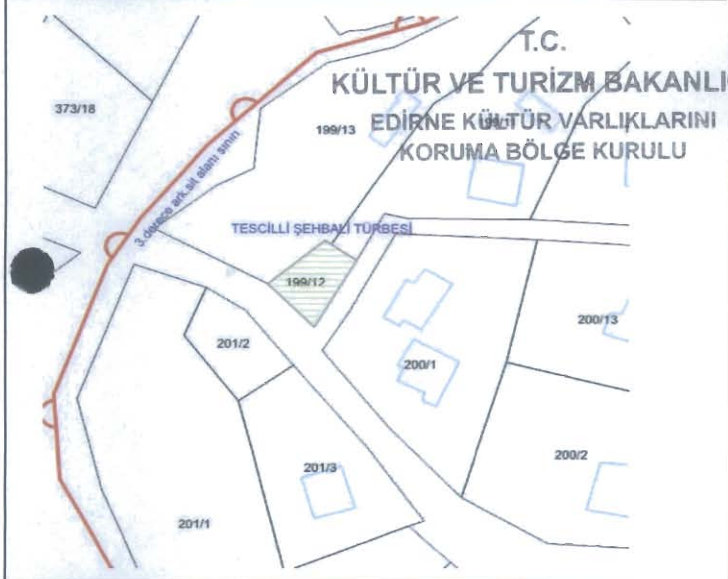 T.C.
KÜLTÜR VE TURİZM BAKANLI
EDİRNE KÜLTÜR VARLIKLARINI
KORUMA BÖLGE KURULU
373/18
199/13
3.derece ark.sit alanı sınırı
TESCİLLİ ŞEHBALİ TÜRBESİ
199/12
201/2
200/13
200/1
200/2
201/3
201/1